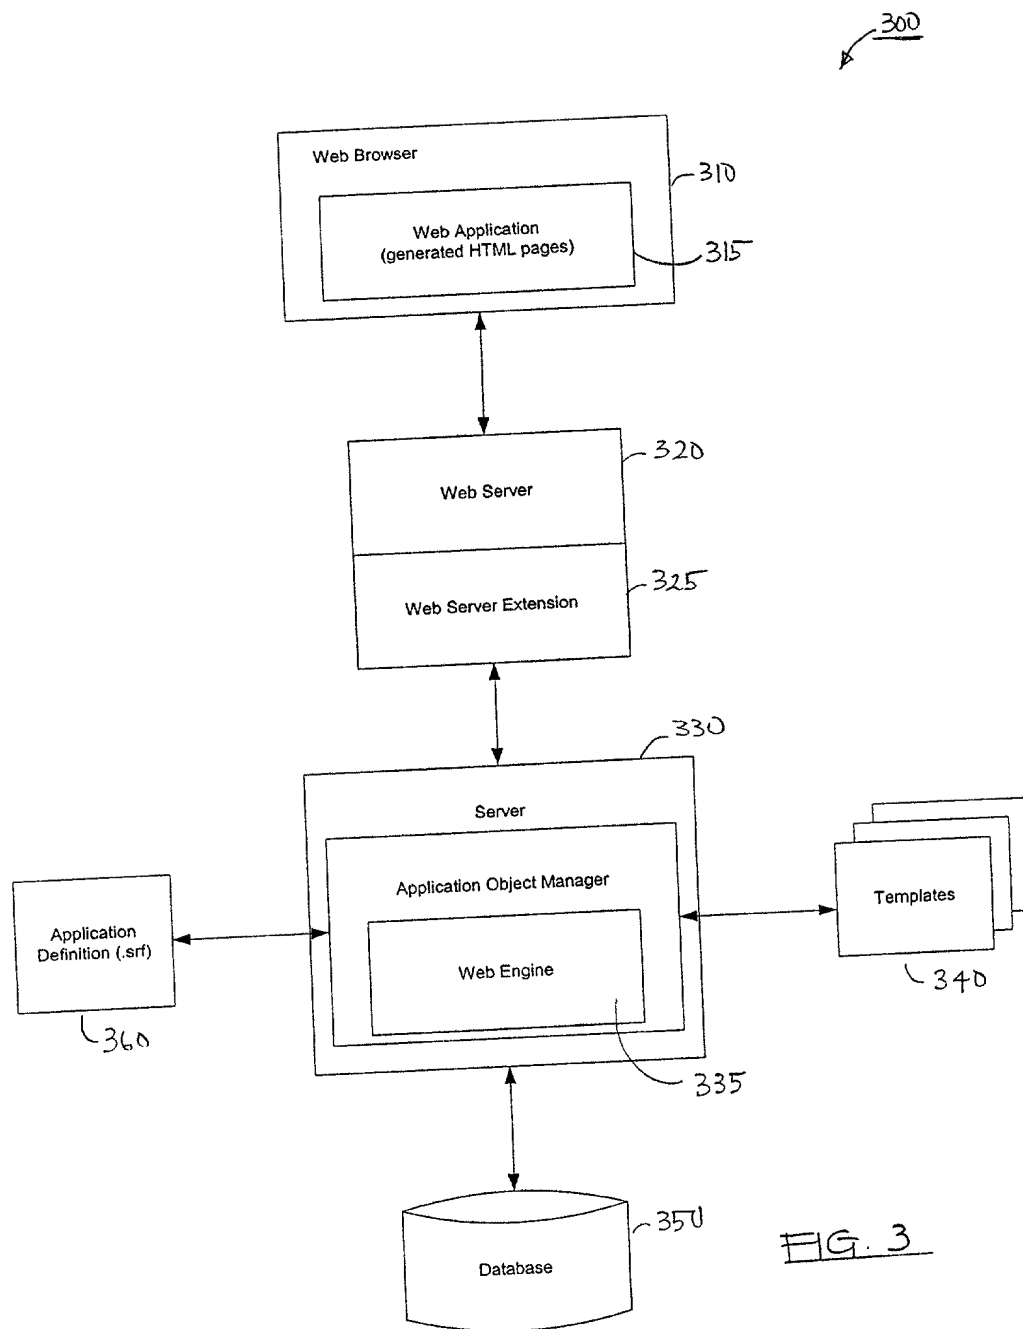 300
Web Browser
310
Web Application
(generated HTML pages)
315
320
Web Server
325
Web Server Extension
330
Server
Application Object Manager
Templates
Application
Definition (.srf)
Web Engine
340
360
335
350
Database
FIG. 3